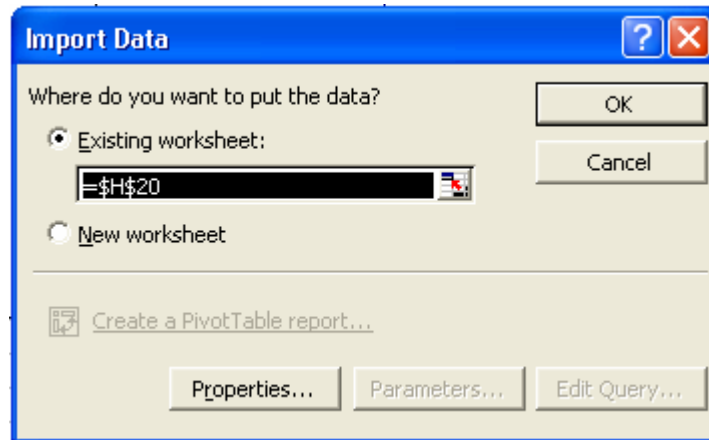 Import Data
Where do you want to put the data?
OK
Existing worksheet:
Cancel
=$H$20
New worksheet
Create a PivotTable report...
Properties...
Parameters...
Edit Query...